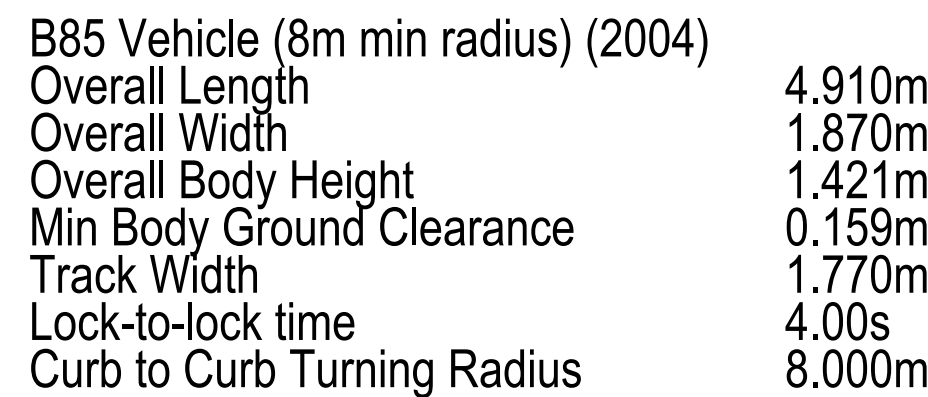 B85 Vehicle (8m min radius) (2004)
Overall Length 4.910m
Overall Width 1.870m
Overall Body Height 1.421m
Min Body Ground Clearance 0.159m
Track Width 1.770m
Lock-to-lock time 4.00s
Curb to Curb Turning Radius 8.000m